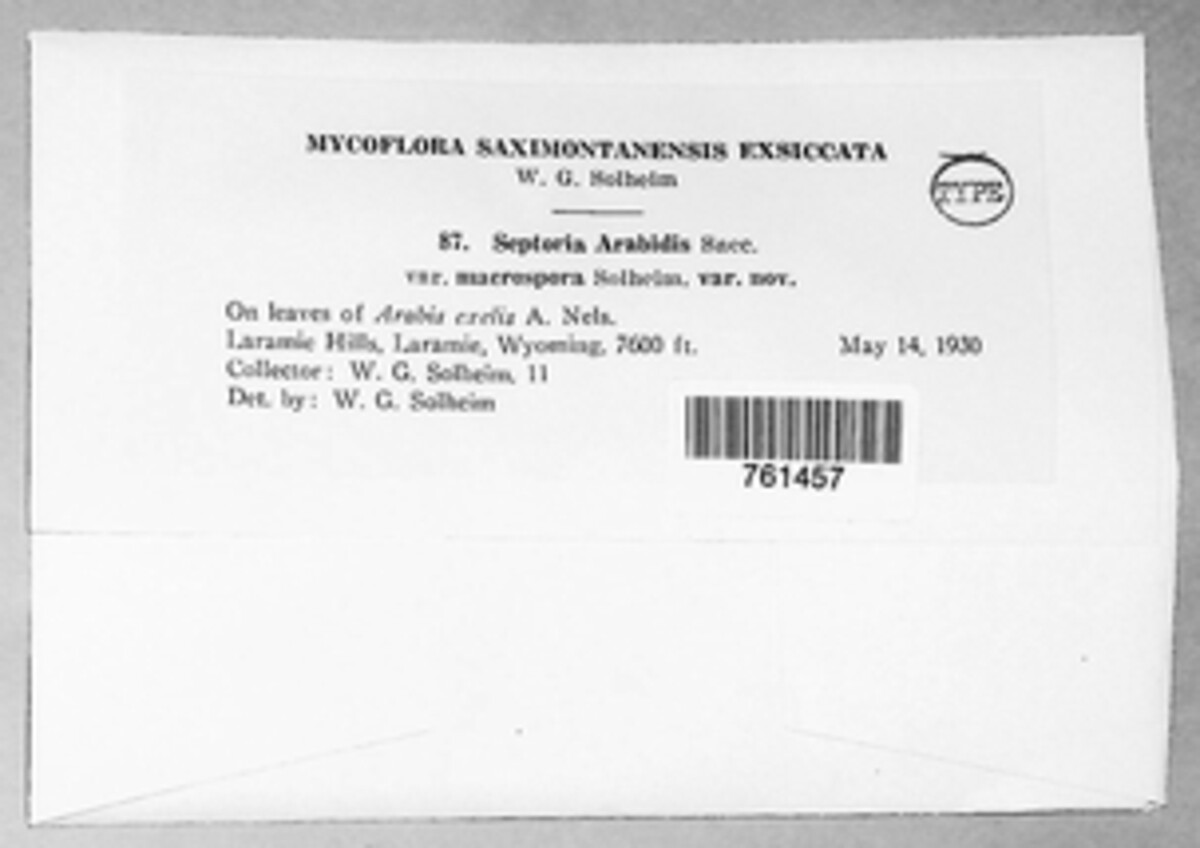 MYCOFLORA SAXIMONTANENSIS EXSICCATA
W. G. Solheim
TYPE
87. Septoria Arabidis Sacc.
var. macrospora Solheim, var. nov.
On leaves of Arabis exelis A. Nels.
Laramie Hills, Laramie, Wyoming, 7600 ft. May 14, 1930
Collector: W. G. Solheim, 11
Det. by: W. G. Solheim
761457